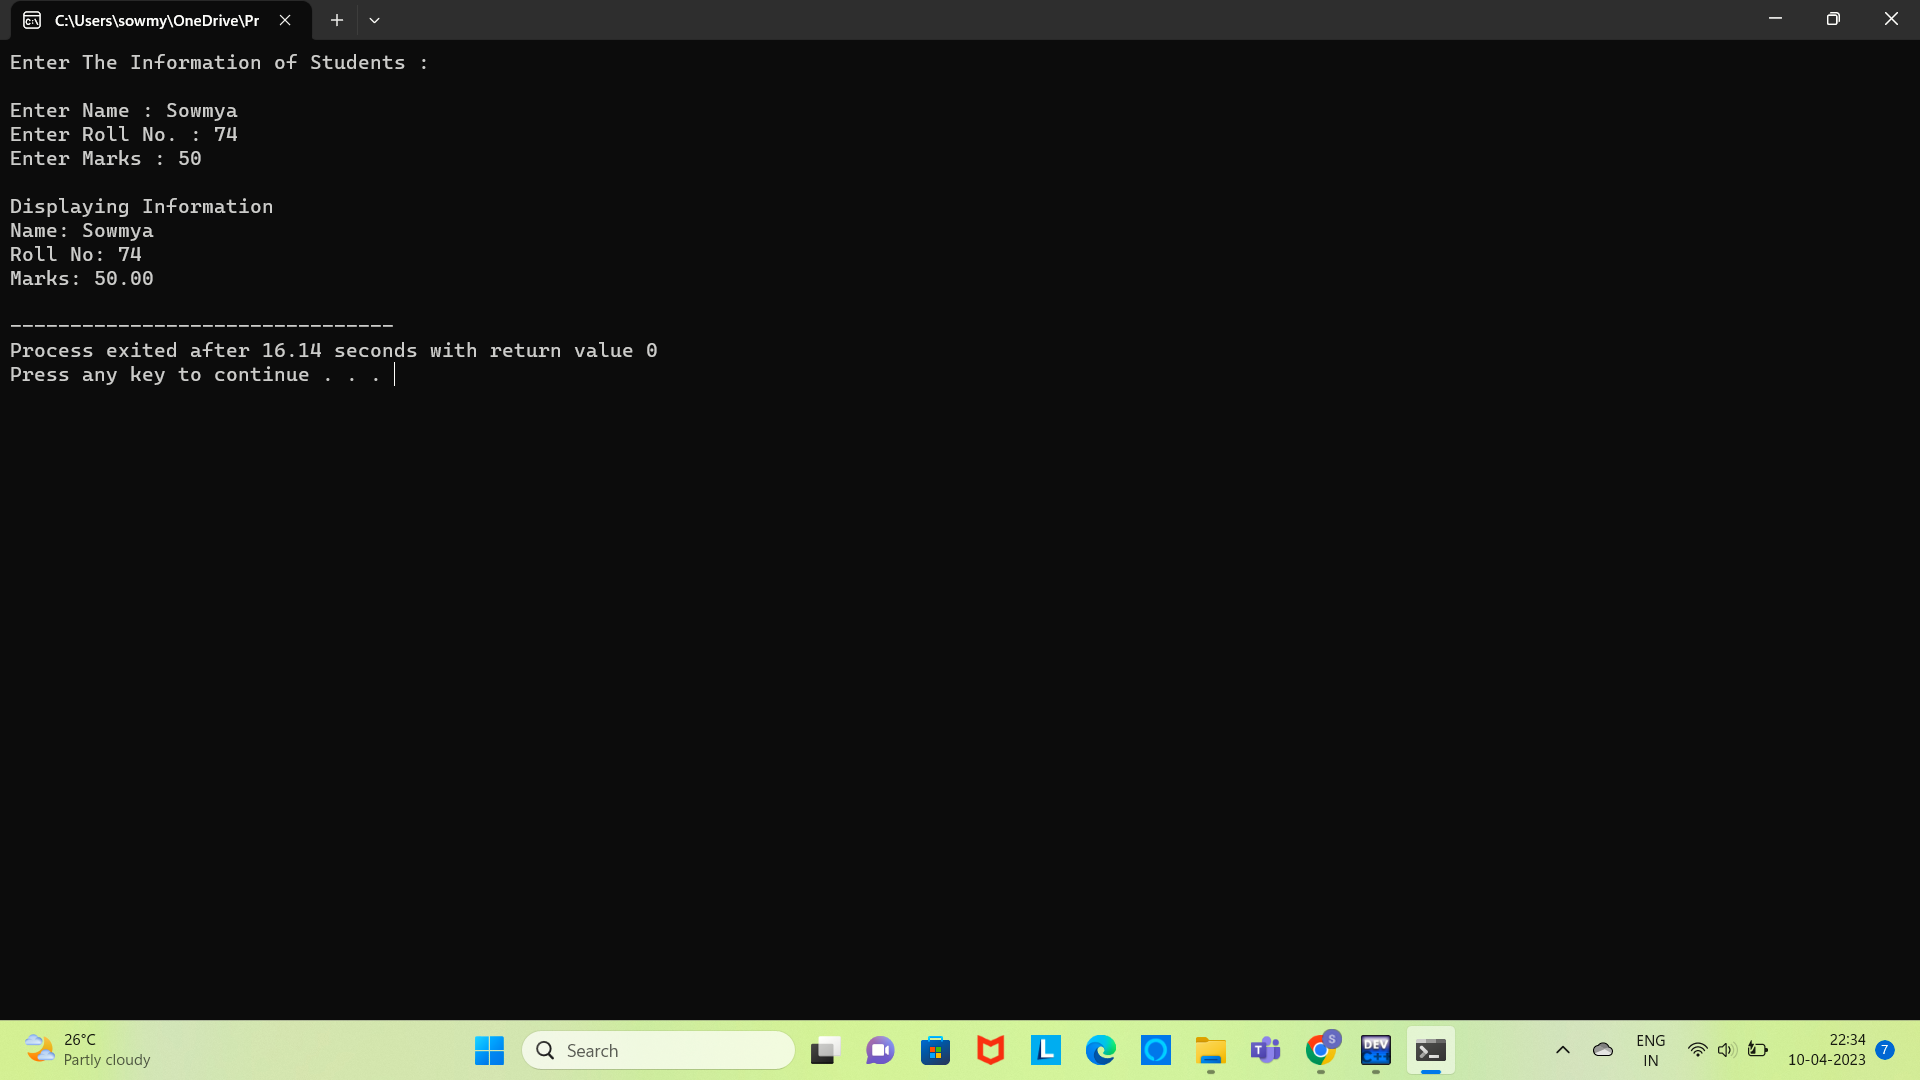 C:\Users\sowmy\OneDrive\Pr
Enter The Information of Students :
Enter Name : Sowmya
Enter Roll No. : 74
Enter Marks : 50
Displaying Information
Name: Sowmya
Roll No: 74
Marks: 50.00
--------------------------------
Process exited after 16.14 seconds with return value 0
Press any key to continue . . .
26°C
Partly cloudy
Search
L
T
S
DEV
C++
ENG
IN
22:34
10-04-2023
7